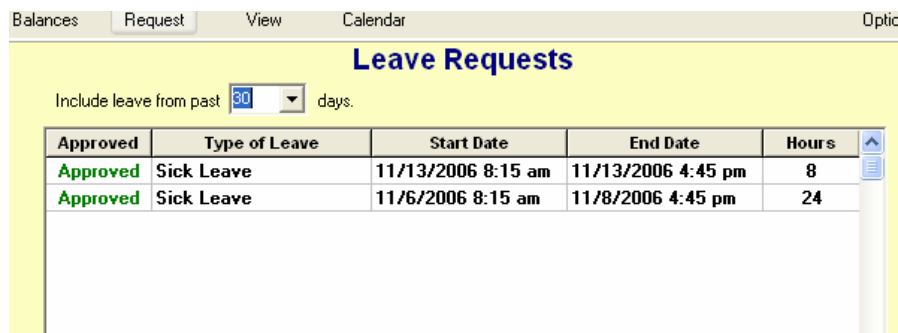 Balances Request View Calendar Optio
Leave Requests
Include leave from past 30 days.
Approved Type of Leave Start Date End Date Hours
Approved Sick Leave 11/13/2006 8:15 am 11/13/2006 4:45 pm 8
Approved Sick Leave 11/6/2006 8:15 am 11/8/2006 4:45 pm 24